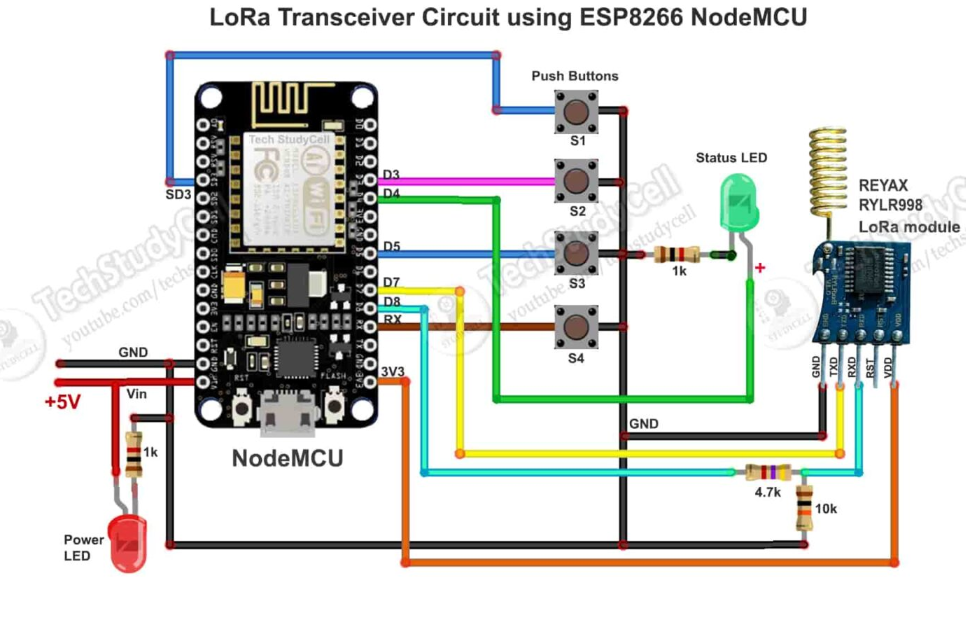 LoRa Transceiver Circuit using ESP8266 NodeMCU
Push Buttons
S1
Tech StudyCell
Status LED
SD3
D3
D4
S2
REYAX
RYLR998
LoRa module
TechStudyCell
youtube.com/techstudycell
D5
S3
1k
+
D7
D8
RX
S4
GND
Vin
+5V
3V3
RST
FLASH
GND
TXD
RXD
RST
VDD
GND
NodeMCU
1k
4.7k
10k
Power
LED